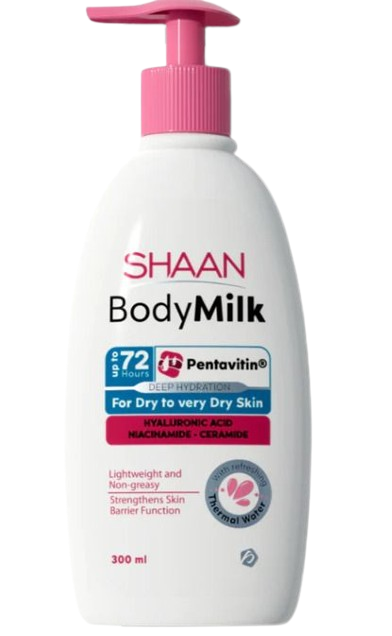 SHAAN
BodyMilk
up to 72 Hours
Pentavitin®
DEEP HYDRATION
For Dry to very Dry Skin
HYALURONIC ACID
NIACINAMIDE - CERAMIDE
Lightweight and
Non-greasy
Strengthens Skin
Barrier Function
With refreshing
Thermal Water
300 ml